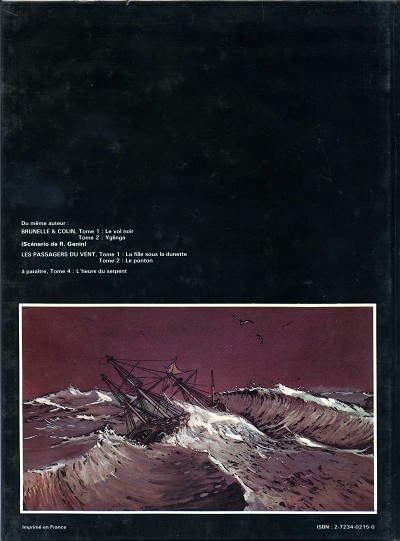 Du même auteur :
BRUNELLE & COLIN, Tome 1 : Le vol noir
Tome 2 : Yglinga
(Scénario de R. Genin)
LES PASSAGERS DU VENT, Tome 1 : La fille sous la dunette
Tome 2 : Le ponton
à paraître, Tome 4 : L'heure du serpent
Imprimé en France
ISBN : 2-7234-0215-0